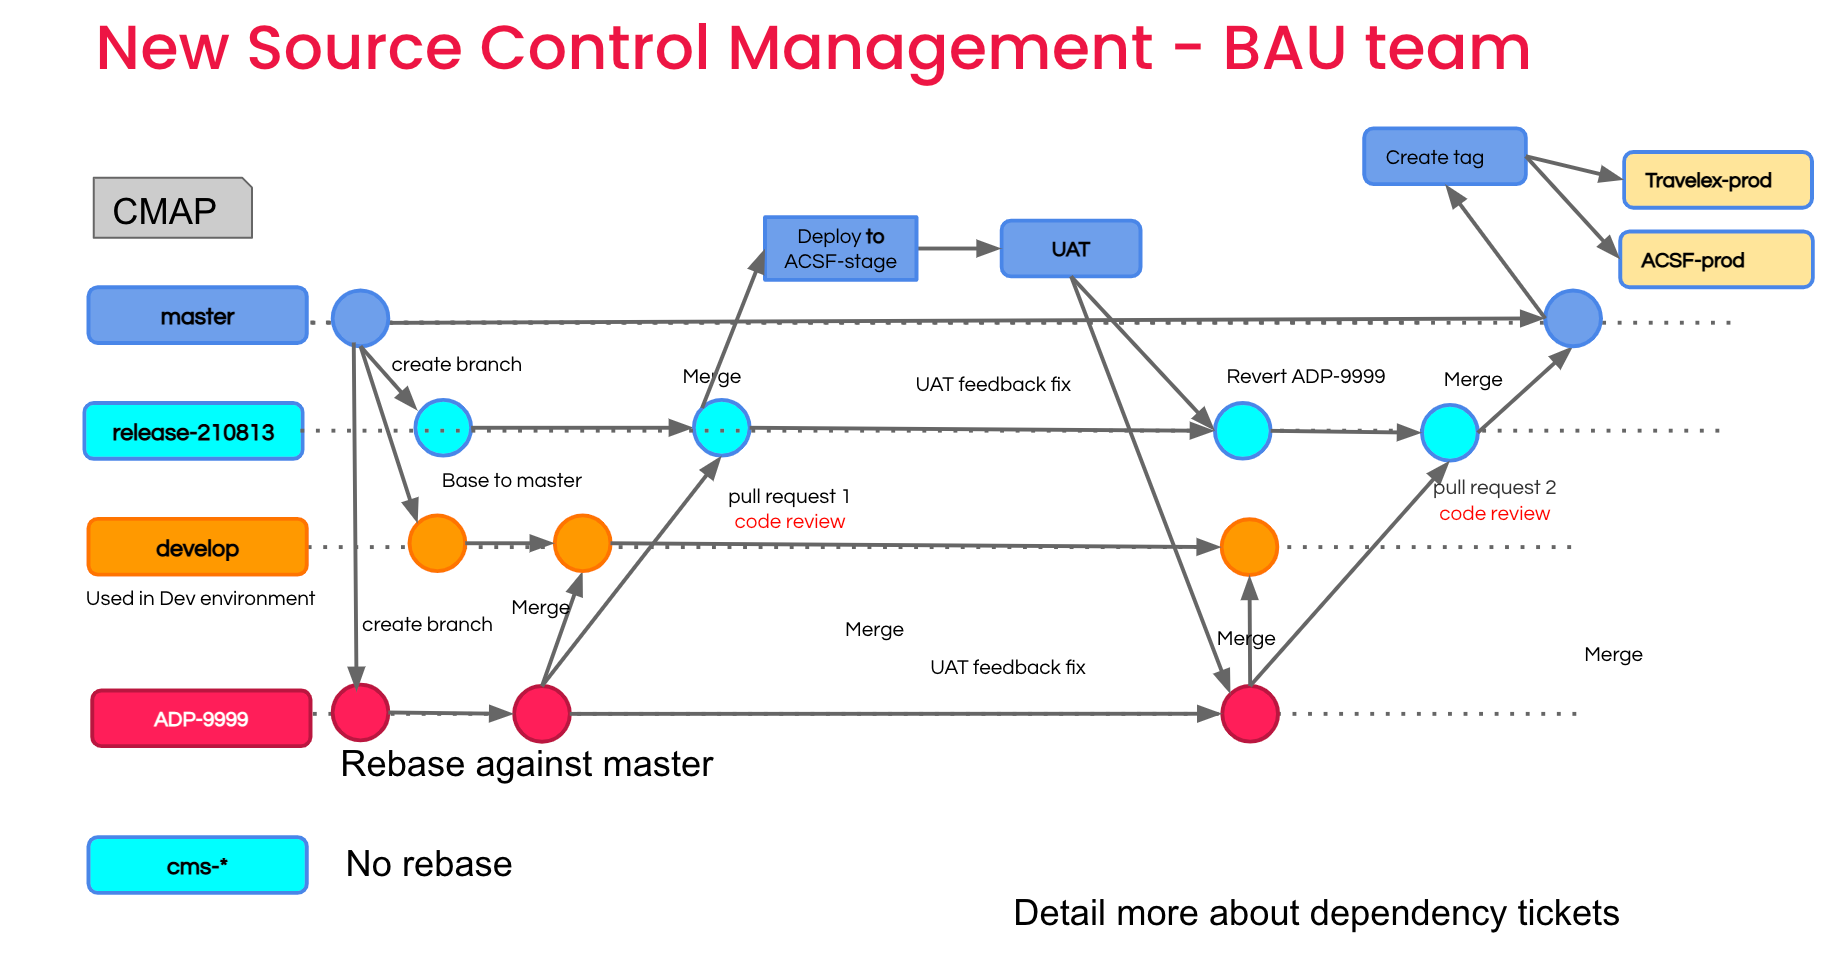 New Source Control Management - BAU team
Create tag
Travelex-prod
CMAP
Deploy to
ACSF-stage
UAT
ACSF-prod
master
create branch
Merge
UAT feedback fix
Revert ADP-9999
Merge
release-210813
Base to master
pull request 1
code review
pull request 2
code review
develop
Used in Dev environment
create branch
Merge
Merge
Merge
Merge
UAT feedback fix
ADP-9999
Rebase against master
cms-*
No rebase
Detail more about dependency tickets